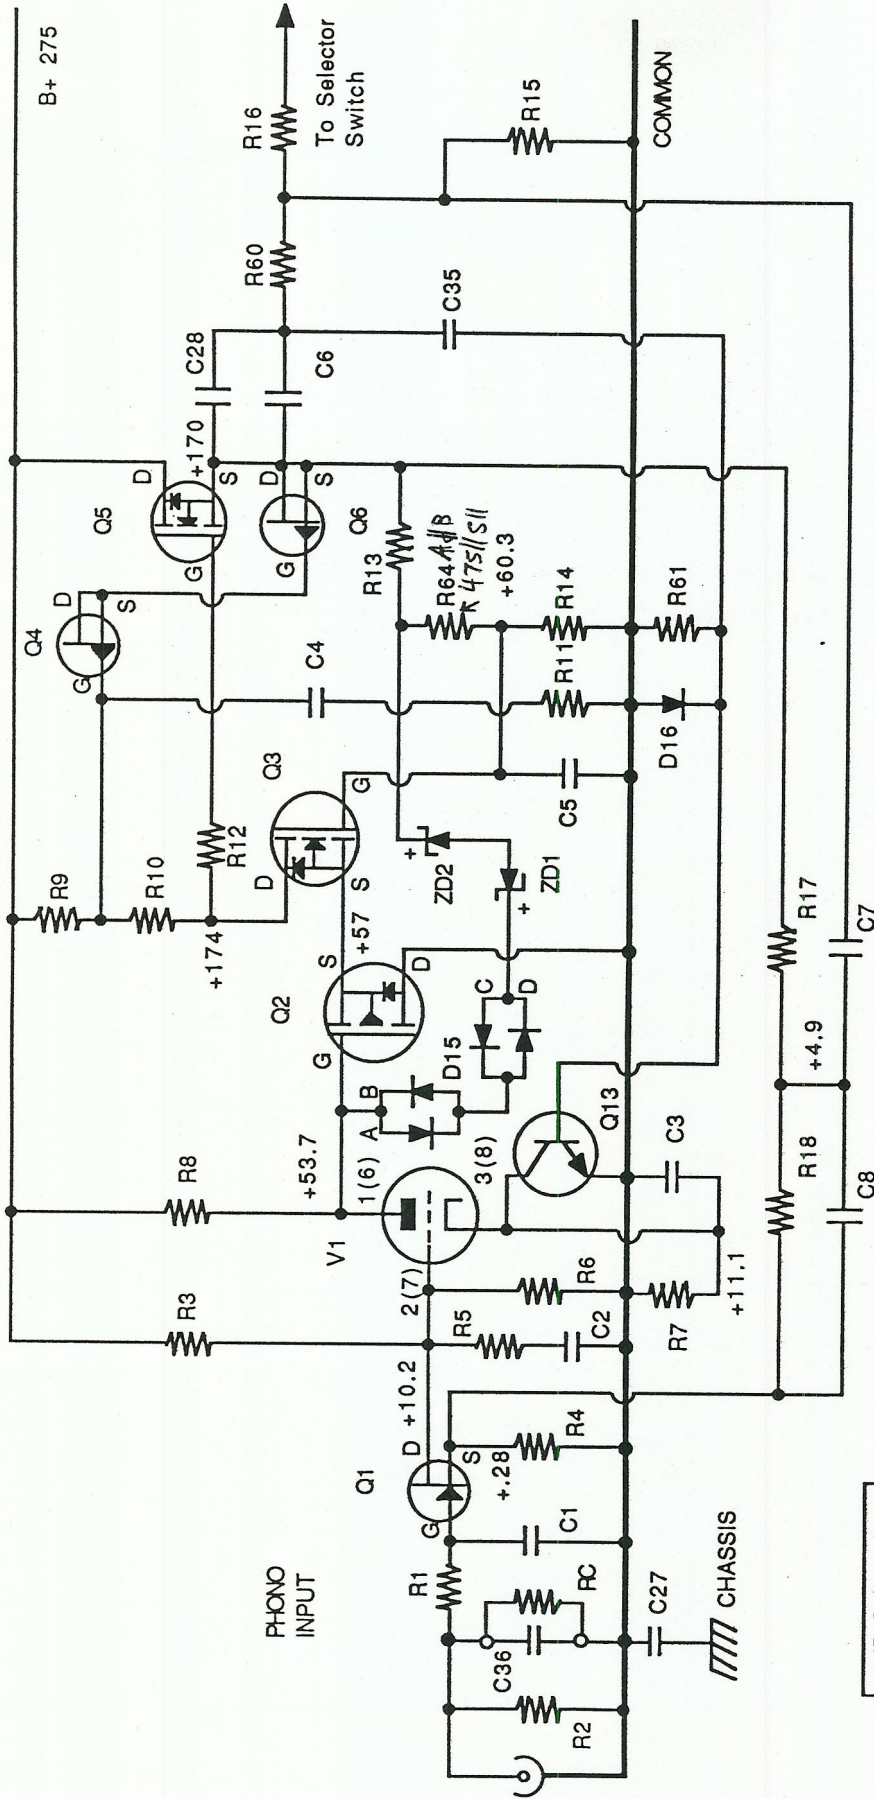 B+ 275
PHONO
INPUT
R1
R2
C36
RC
C27
CHASSIS
C1
Q1
G
D
S
+10.2
+.28
R4
R3
R5
C2
2(7)
R6
R7
+11.1
V1
1(6)
3(8)
R8
+53.7
A
B
D15
C
D
Q13
C3
Q2
G
S
D
+57
Q3
D
S
G
ZD2
+
ZD1
+
R9
R10
+174
R12
C4
R11
C5
D16
Q4
G
D
S
Q5
G
D
S
+170
Q6
G
D
S
R13
R64 A‖B
475‖511
+60.3
R14
R61
C28
C6
C35
R60
R16
To Selector
Switch
R15
COMMON
R17
R18
+4.9
C7
C8